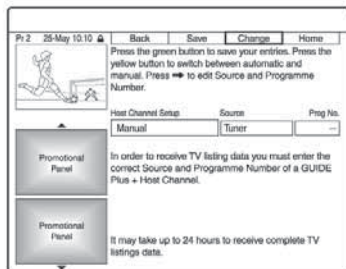 Pr 2 25-May 10:10 Back Save Change Home
Press the green button to save your entries. Press the
yellow button to switch between automatic and
manual. Press ➡ to edit Source and Programme
Number.
Host Channel Setup Source Prog No.
Manual Tuner --
Promotional
Panel
In order to receive TV listing data you must enter the
correct Source and Programme Number of a GUIDE
Plus + Host Channel.
Promotional
Panel
It may take up to 24 hours to receive complete TV
listings date.